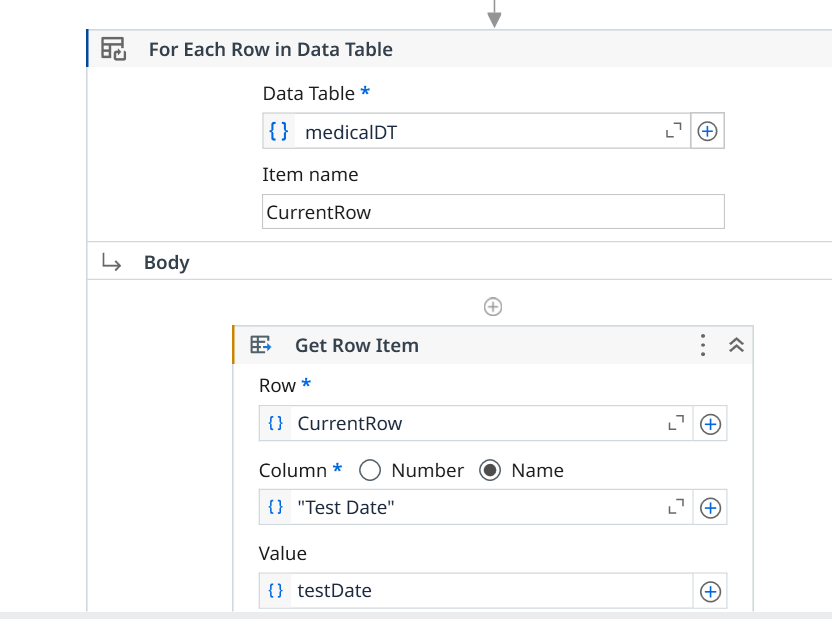 For Each Row in Data Table
Data Table *
{} medicalDT
Item name
CurrentRow
Body
Get Row Item
Row *
{} CurrentRow
Column * Number Name
{} "Test Date"
Value
{} testDate